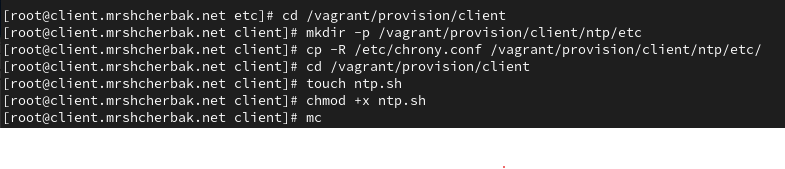 [root@client.mrshcherbak.net etc]# cd /vagrant/provision/client
[root@client.mrshcherbak.net client]# mkdir -p /vagrant/provision/client/ntp/etc
[root@client.mrshcherbak.net client]# cp -R /etc/chrony.conf /vagrant/provision/client/ntp/etc/
[root@client.mrshcherbak.net client]# cd /vagrant/provision/client
[root@client.mrshcherbak.net client]# touch ntp.sh
[root@client.mrshcherbak.net client]# chmod +x ntp.sh
[root@client.mrshcherbak.net client]# mc